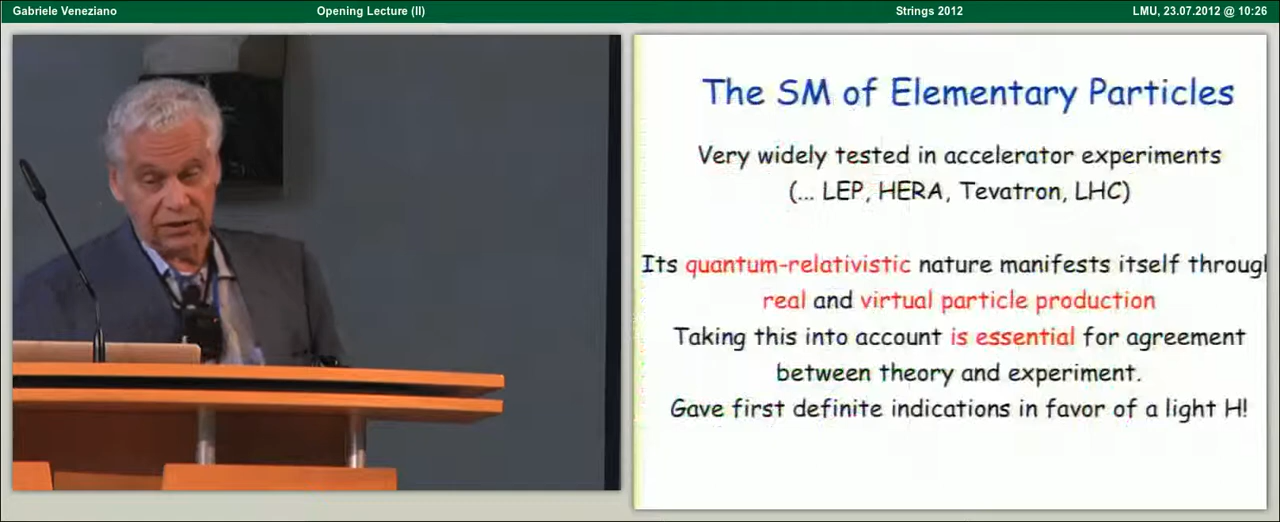 Gabriele Veneziano Opening Lecture (II) Strings 2012 LMU, 23.07.2012 @ 10:26
The SM of Elementary Particles
Very widely tested in accelerator experiments
(... LEP, HERA, Tevatron, LHC)
Its quantum-relativistic nature manifests itself throug
real and virtual particle production
Taking this into account is essential for agreement
between theory and experiment.
Gave first definite indications in favor of a light H!